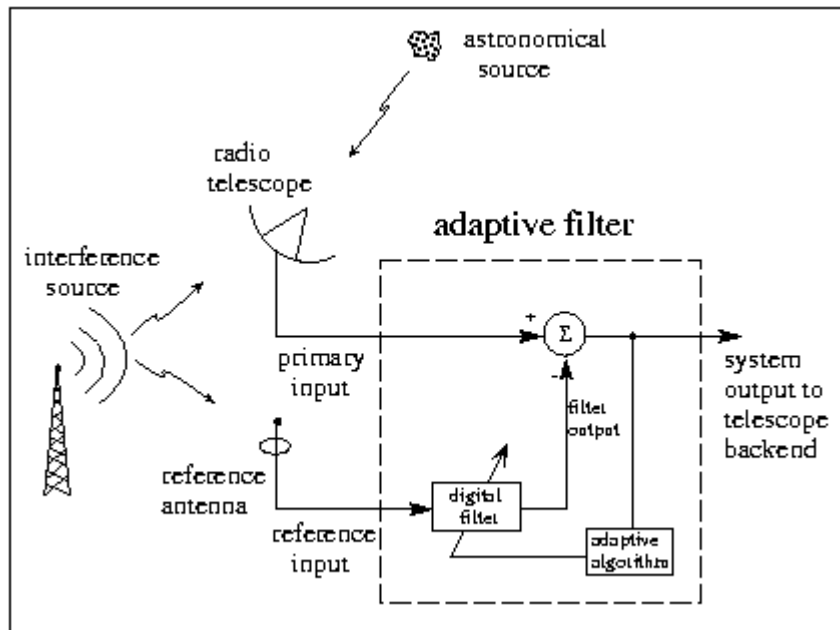 astronomical
source
radio
telescope
adaptive filter
interference
source
+
Σ
-
primary
input
system
output to
telescope
backend
filter
output
reference
antenna
digital
filter
reference
input
adaptive
algorithm